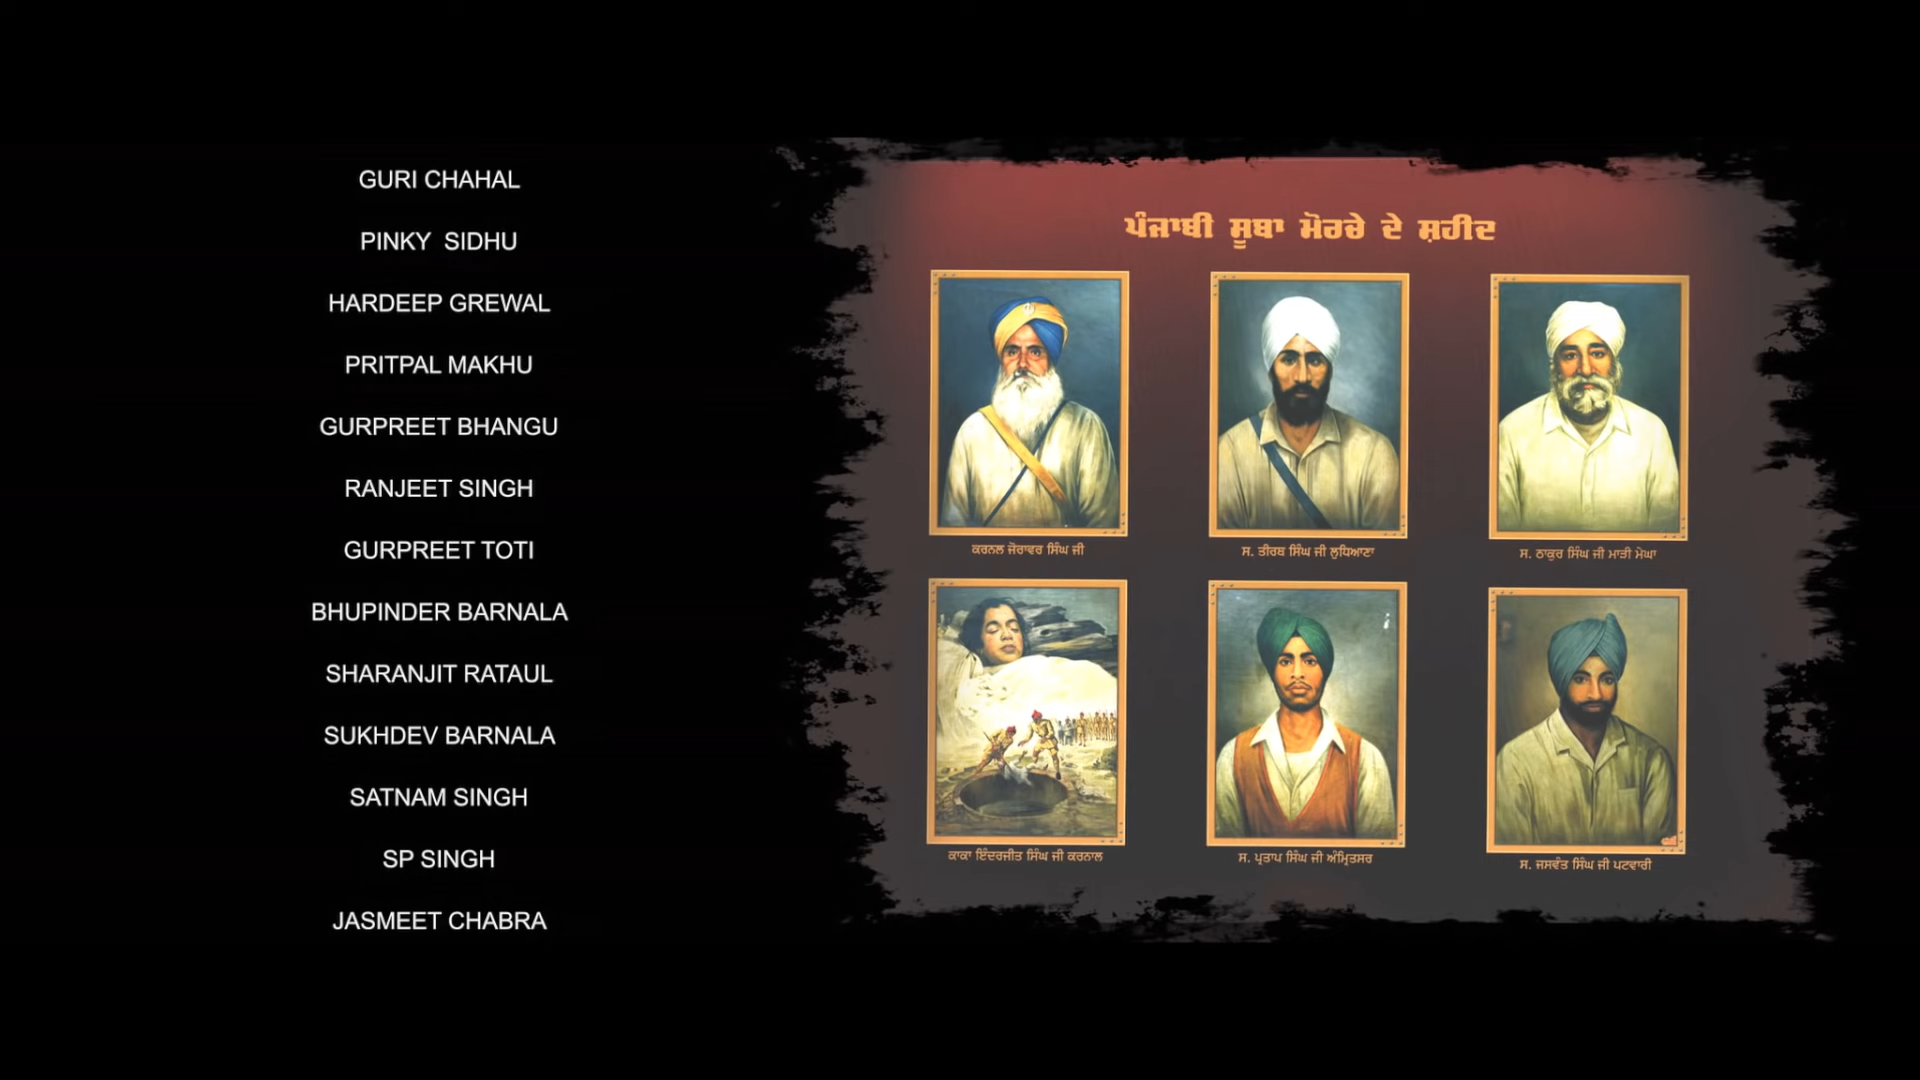 GURI CHAHAL
PINKY SIDHU
HARDEEP GREWAL
PRITPAL MAKHU
GURPREET BHANGU
RANJEET SINGH
GURPREET TOTI
BHUPINDER BARNALA
SHARANJIT RATAUL
SUKHDEV BARNALA
SATNAM SINGH
SP SINGH
JASMEET CHABRA
ਪੰਜਾਬੀ ਸੂਬਾ ਮੋਰਚੇ ਦੇ ਸ਼ਹੀਦ
ਕਰਨਲ ਜੋਰਾਵਰ ਸਿੰਘ ਜੀ
ਸ. ਤੀਰਥ ਸਿੰਘ ਜੀ ਲੁਧਿਆਣਾ
ਸ. ਠਾਕੁਰ ਸਿੰਘ ਜੀ ਮਾੜੀ ਮੇਘਾ
ਕਾਕਾ ਇੰਦਰਜੀਤ ਸਿੰਘ ਜੀ ਕਰਨਾਲ
ਸ. ਪ੍ਰਤਾਪ ਸਿੰਘ ਜੀ ਅੰਮ੍ਰਿਤਸਰ
ਸ. ਜਸਵੰਤ ਸਿੰਘ ਜੀ ਪਟਵਾਰੀ